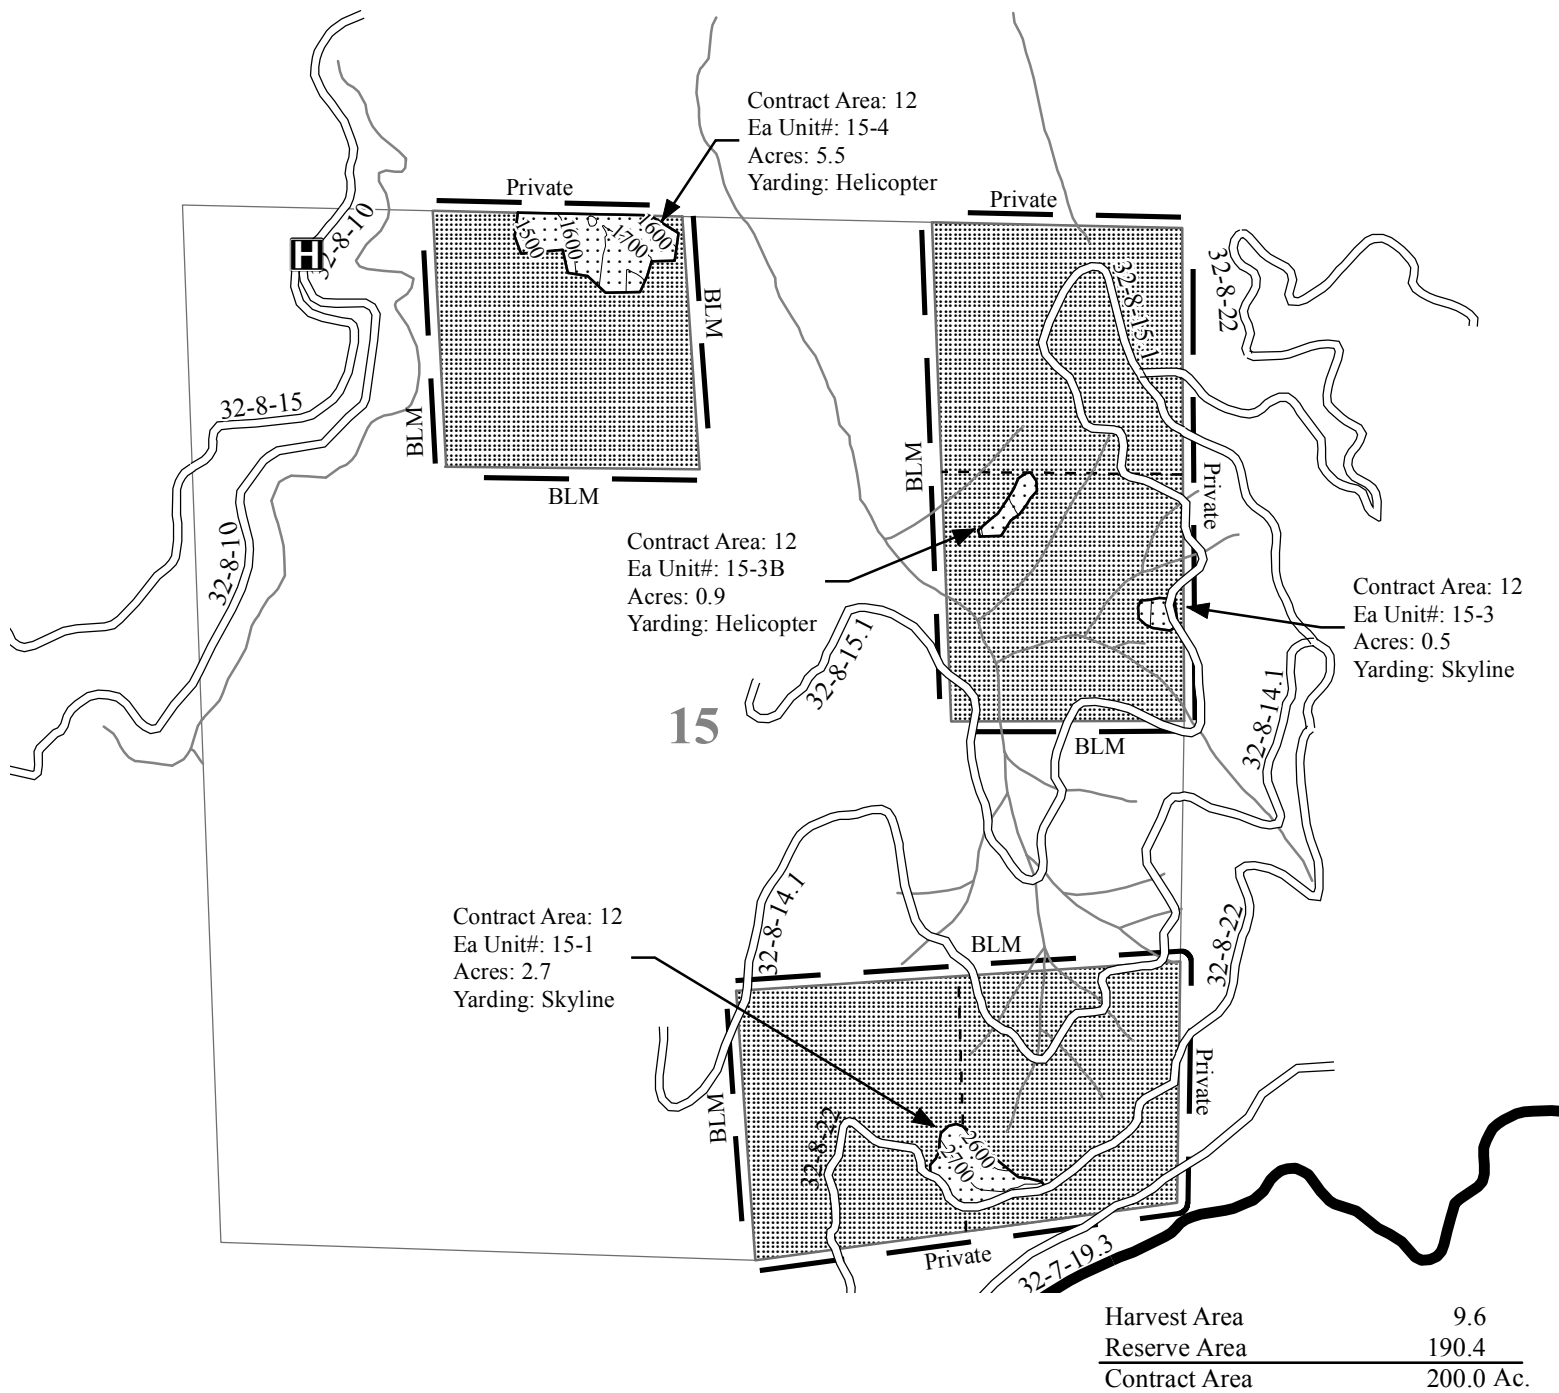 Contract Area: 12
Ea Unit#: 15-4
Acres: 5.5
Yarding: Helicopter
Private
Private
32-8-10
H
1500
1600
1700
1600
32-8-15.1
32-8-22
BLM
BLM
32-8-15
BLM
BLM
BLM
Private
32-8-10
Contract Area: 12
Ea Unit#: 15-3B
Acres: 0.9
Yarding: Helicopter
Contract Area: 12
Ea Unit#: 15-3
Acres: 0.5
Yarding: Skyline
32-8-15.1
15
32-8-14.1
BLM
32-8-14.1
Contract Area: 12
Ea Unit#: 15-1
Acres: 2.7
Yarding: Skyline
BLM
32-8-22
Private
BLM
32-8-22
2600
2700
Private
32-7-19.3
Harvest Area 9.6
Reserve Area 190.4
Contract Area 200.0 Ac.